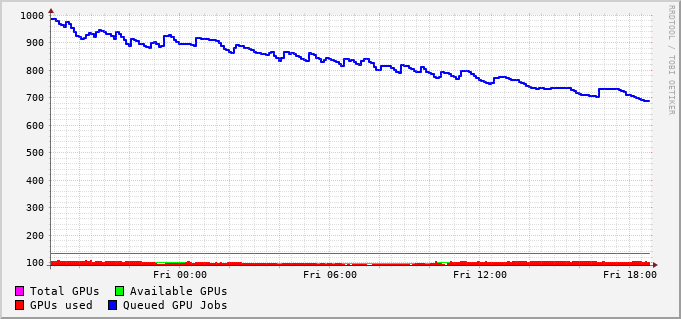 1000
900
800
700
600
500
400
300
200
100
Fri 00:00 Fri 06:00 Fri 12:00 Fri 18:00
Total GPUs Available GPUs
GPUs used Queued GPU Jobs
RRDTOOL / TOBI OETIKER